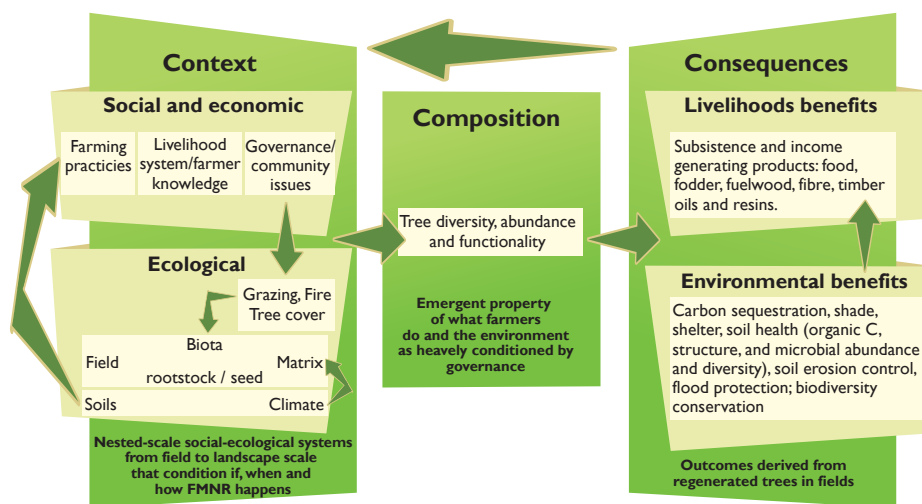 Context
Social and economic
Farming
practicies
Livelihood
system/farmer
knowledge
Governance/
community
issues
Ecological
Grazing, Fire
Tree cover
Biota
Field
Matrix
rootstock / seed
Soils
Climate
Nested-scale social-ecological systems
from field to landscape scale
that condition if, when and
how FMNR happens
Composition
Tree diversity, abundance
and functionality
Emergent property
of what farmers
do and the environment
as heavely conditioned by
governance
Consequences
Livelihoods benefits
Subsistence and income
generating products: food,
fodder, fuelwood, fibre, timber
oils and resins.
Environmental benefits
Carbon sequestration, shade,
shelter, soil health (organic C,
structure, and microbial abundance
and diversity), soil erosion control,
flood protection; biodiversity
conservation
Outcomes derived from
regenerated trees in fields